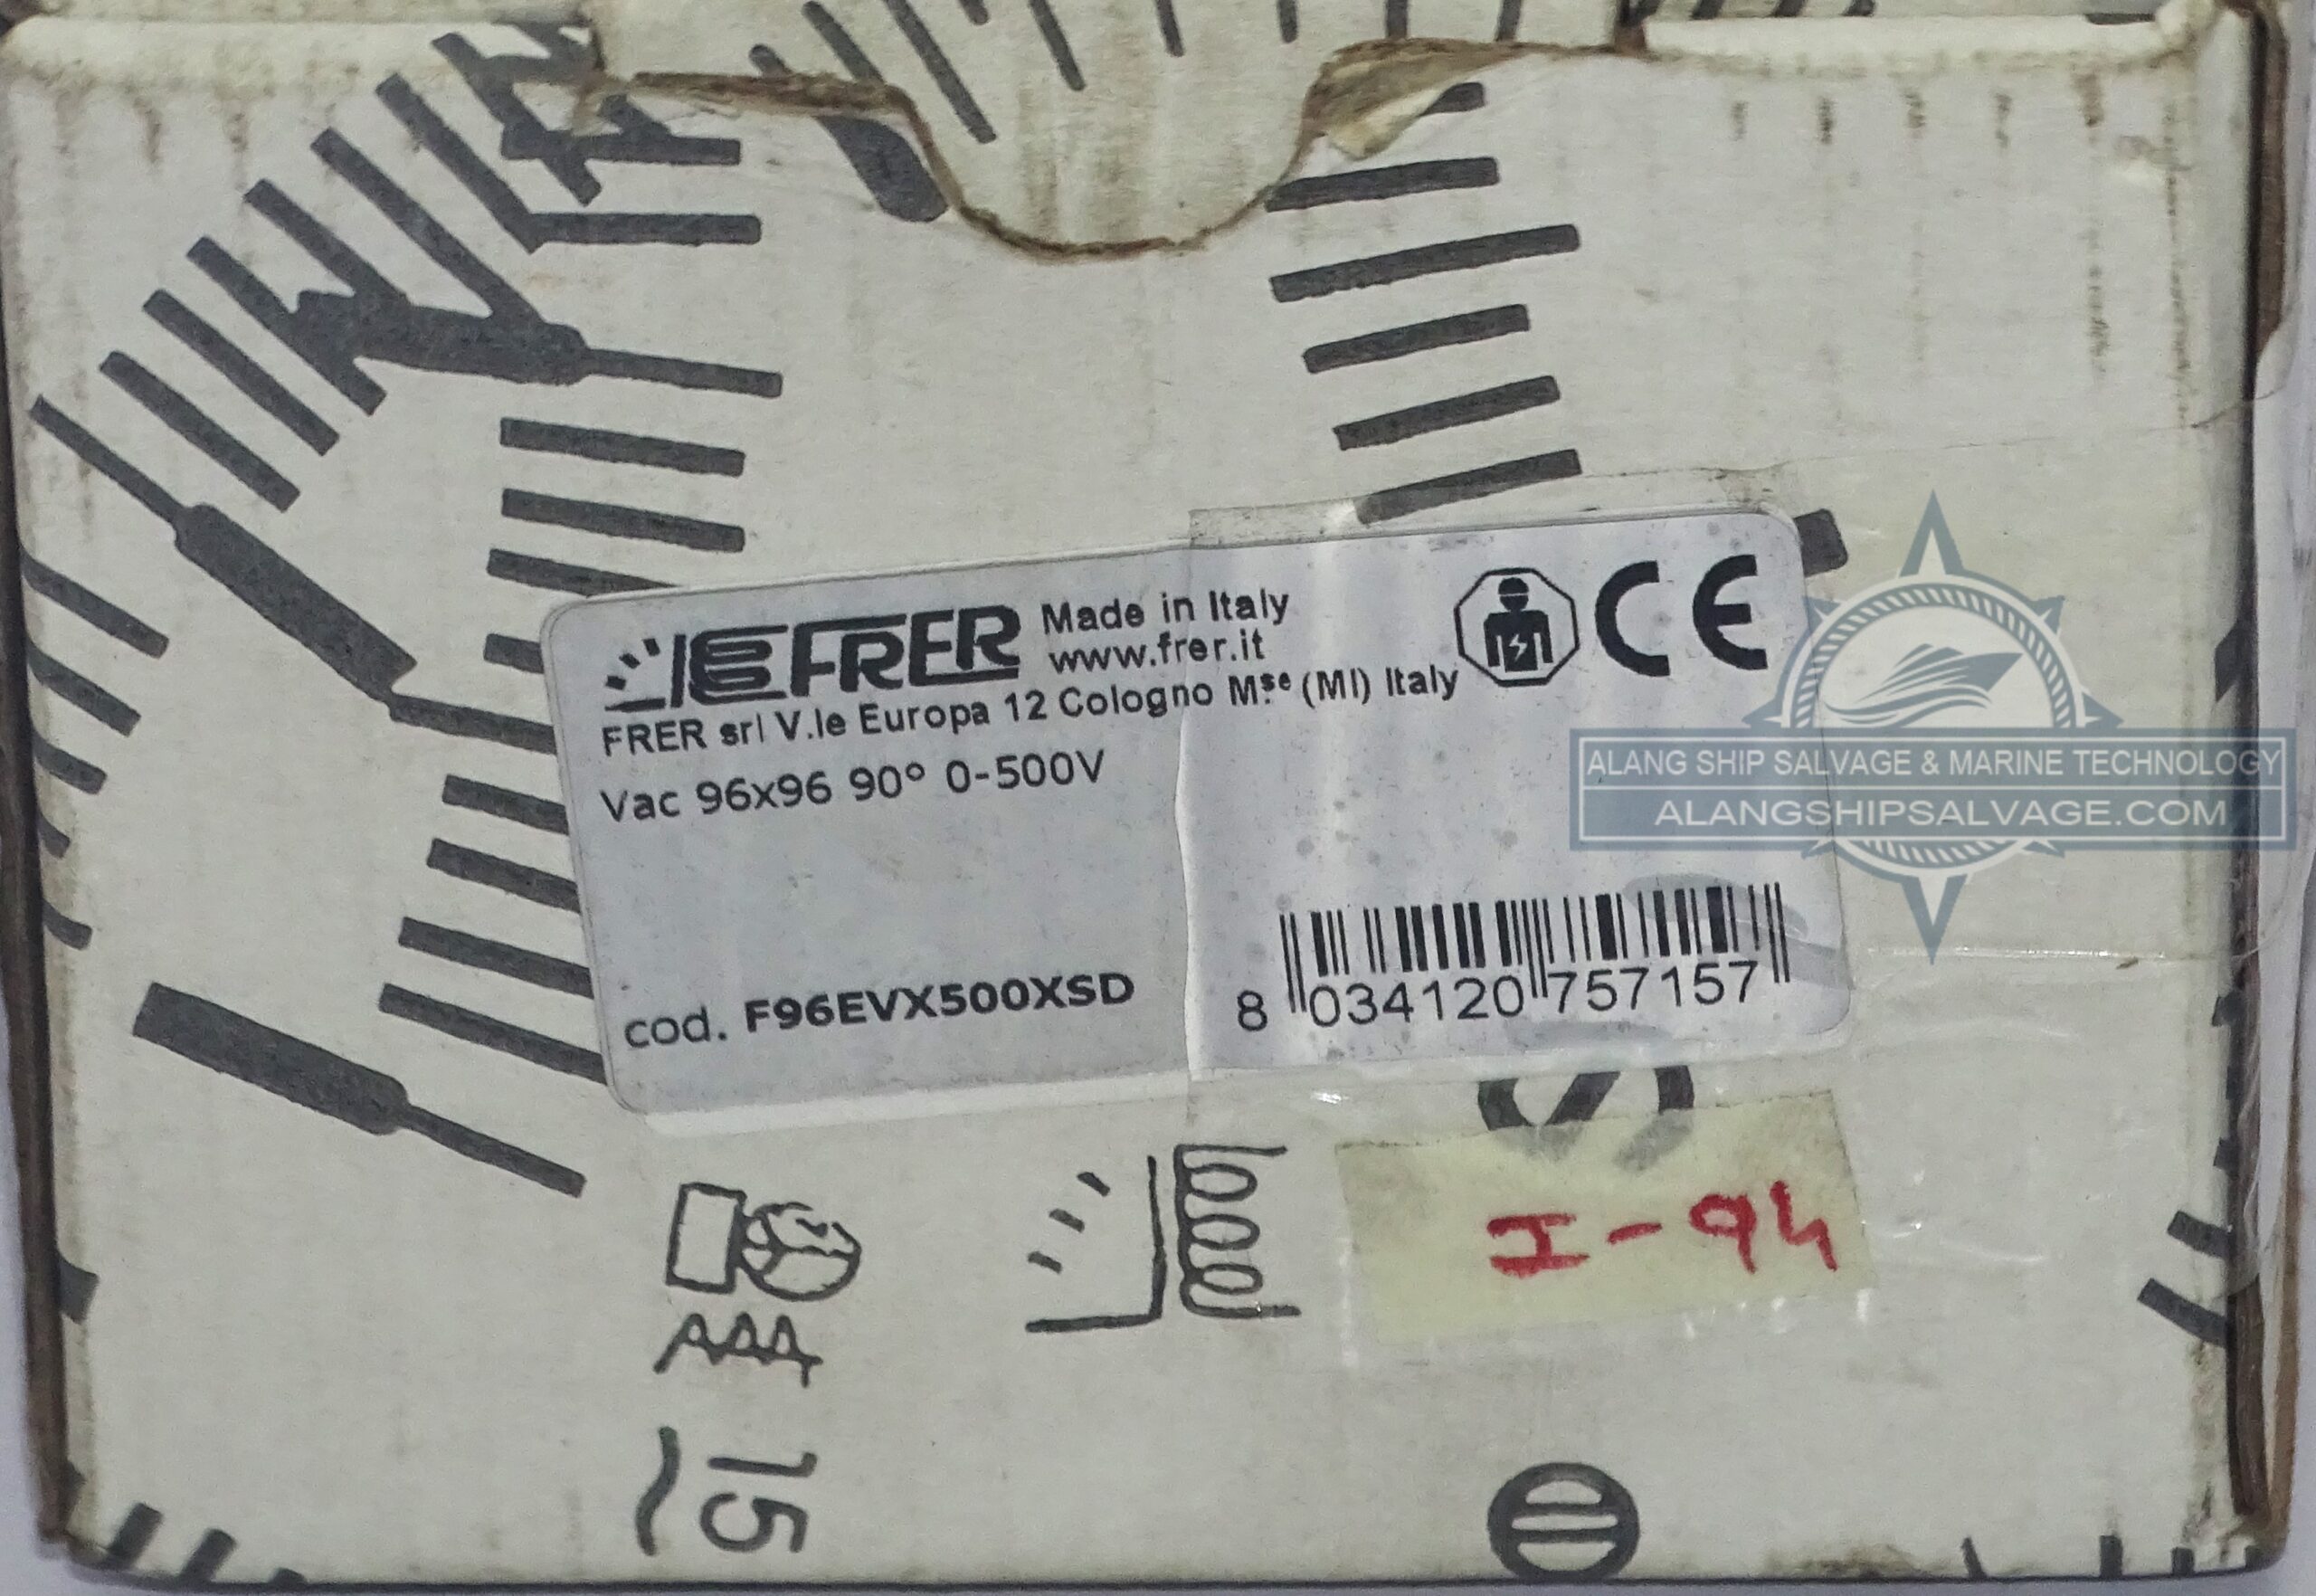 FRER
Made in Italy
www.frer.it
FRER srl V.le Europa 12 Cologno M.se (MI) Italy
CE
Vac 96x96 90° 0-500V
cod. F96EVX500XSD
8 034120 757157
ALANG SHIP SALVAGE & MARINE TECHNOLOGY
ALANGSHIPSALVAGE.COM
I-94
15